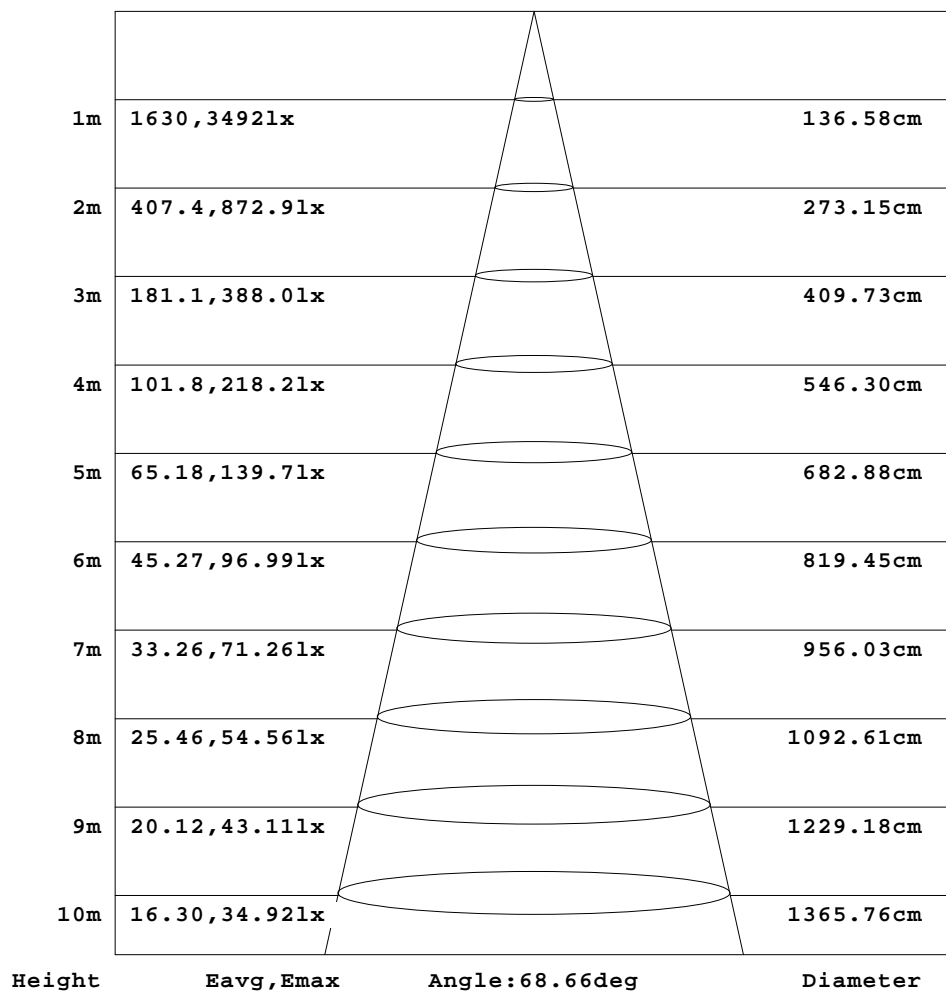 1m 1630,3492lx 136.58cm
2m 407.4,872.9lx 273.15cm
3m 181.1,388.0lx 409.73cm
4m 101.8,218.2lx 546.30cm
5m 65.18,139.7lx 682.88cm
6m 45.27,96.99lx 819.45cm
7m 33.26,71.26lx 956.03cm
8m 25.46,54.56lx 1092.61cm
9m 20.12,43.11lx 1229.18cm
10m 16.30,34.92lx 1365.76cm
Height Eavg,Emax Angle:68.66deg Diameter